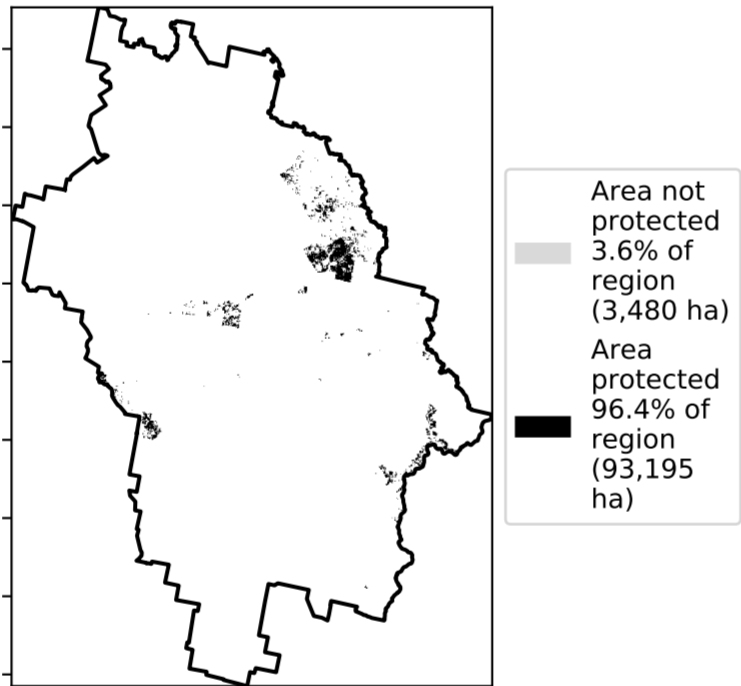 Area not
protected
3.6% of
region
(3,480 ha)
Area
protected
96.4% of
region
(93,195
ha)